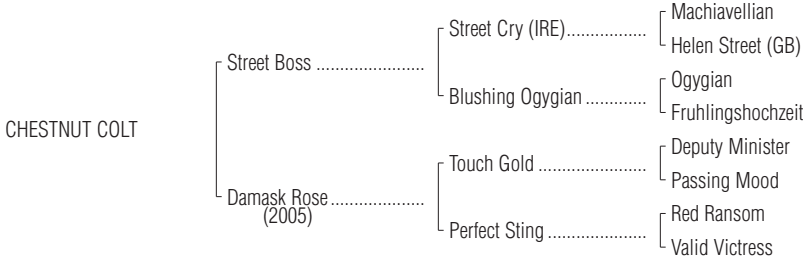 Machiavellian
Street Cry (IRE).................
Helen Street (GB)
Street Boss .......................
Ogygian
Blushing Ogygian .............
Fruhlingshochzeit
CHESTNUT COLT
Deputy Minister
Touch Gold .......................
Passing Mood
Damask Rose....................
(2005)
Red Ransom
Perfect Sting .....................
Valid Victress